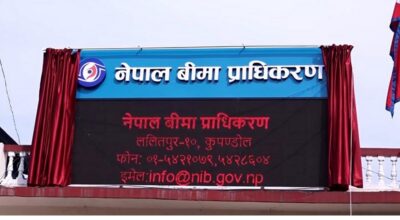 नेपाल बीमा प्राधिकरण
नेपाल बीमा प्राधिकरण
ललितपुर-१०, कुपण्डोल
फोन: ०१-५४२१०७९,५४२८६०४
इमेल:info@nib.gov.np